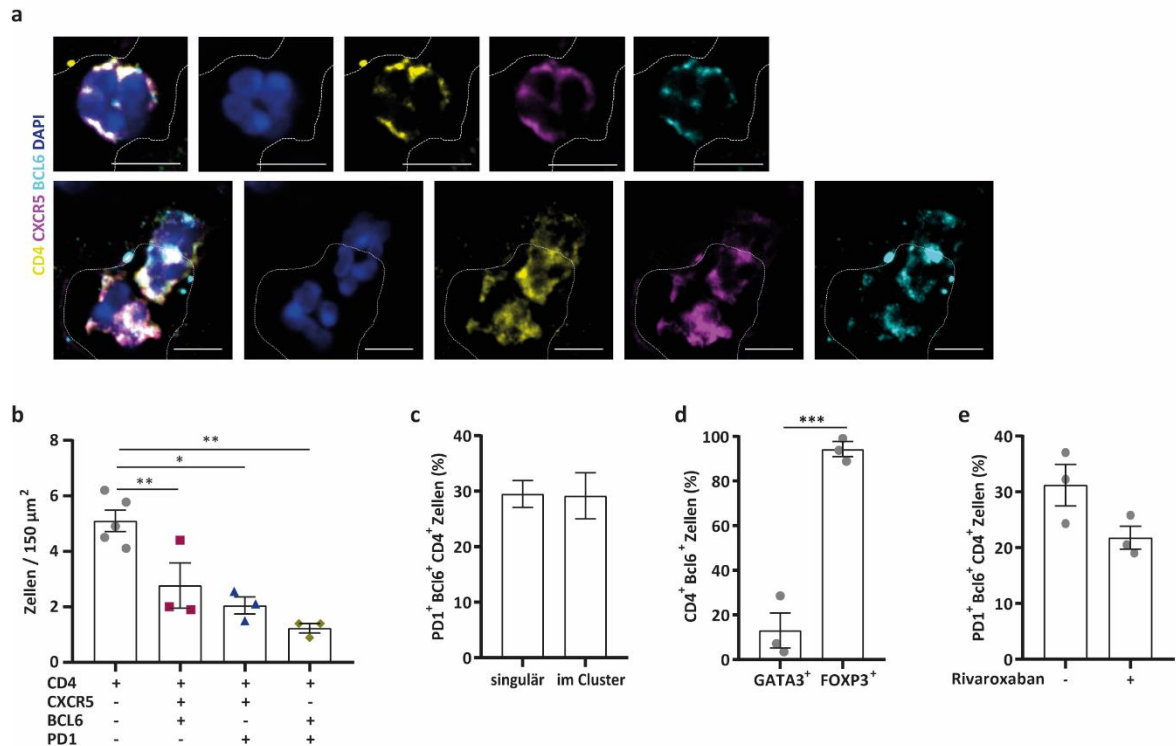 a
CD4 CXCR5 BCL6 DAPI
b
Zellen / 150 µm²
8
6
4
2
0
**
*
**
CD4 + + + +
CXCR5 - + + -
BCL6 - + - +
PD1 - - + +
c
PD1⁺ Bcl6⁺ CD4⁺ Zellen (%)
40
30
20
10
0
singulär im Cluster
d
CD4⁺ Bcl6⁺ Zellen (%)
100
80
60
40
20
0
***
GATA3⁺ FOXP3⁺
e
PD1⁺ Bcl6⁺ CD4⁺ Zellen (%)
40
30
20
10
0
Rivaroxaban - +